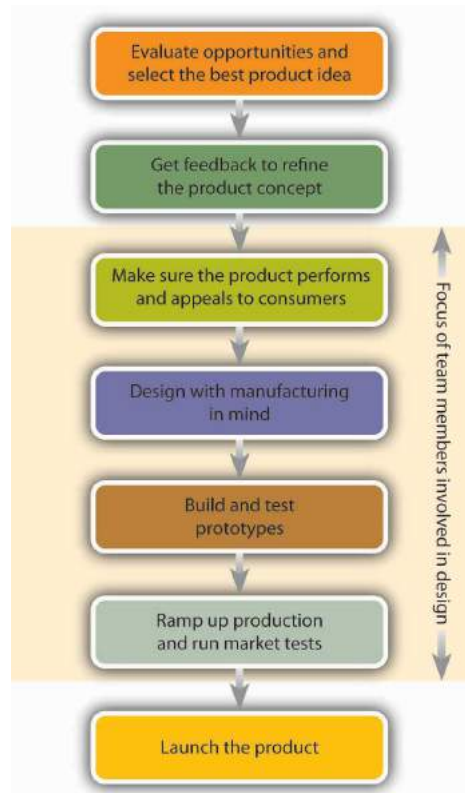 Evaluate opportunities and
select the best product idea
Get feedback to refine
the product concept
Make sure the product performs
and appeals to consumers
Design with manufacturing
in mind
Build and test
prototypes
Ramp up production
and run market tests
Launch the product
Focus of team members involved in design